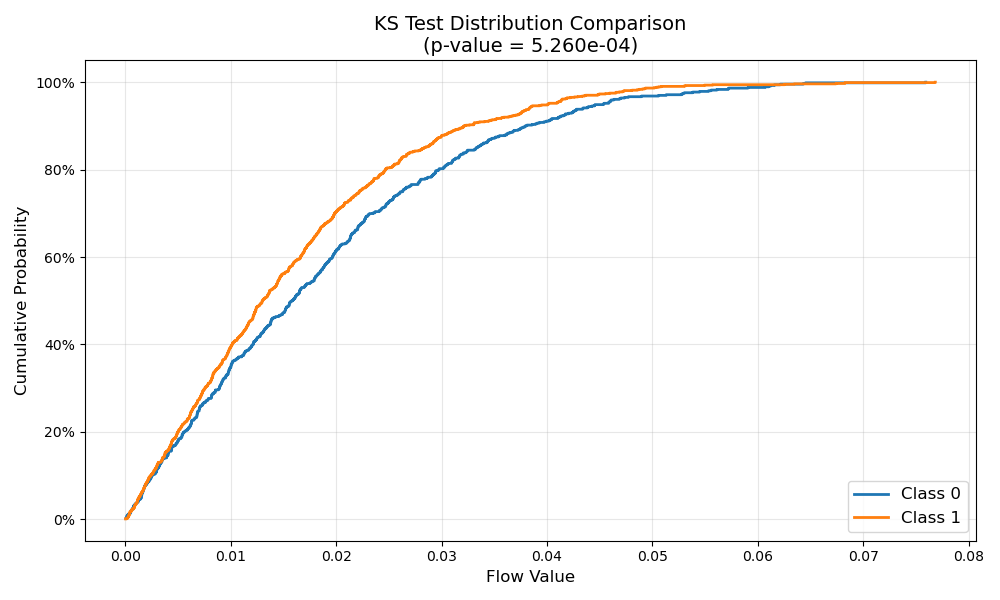 KS Test Distribution Comparison
(p-value = 5.260e-04)
100%
80%
60%
40%
20%
0%
Cumulative Probability
Class 0
Class 1
0.00 0.01 0.02 0.03 0.04 0.05 0.06 0.07 0.08
Flow Value